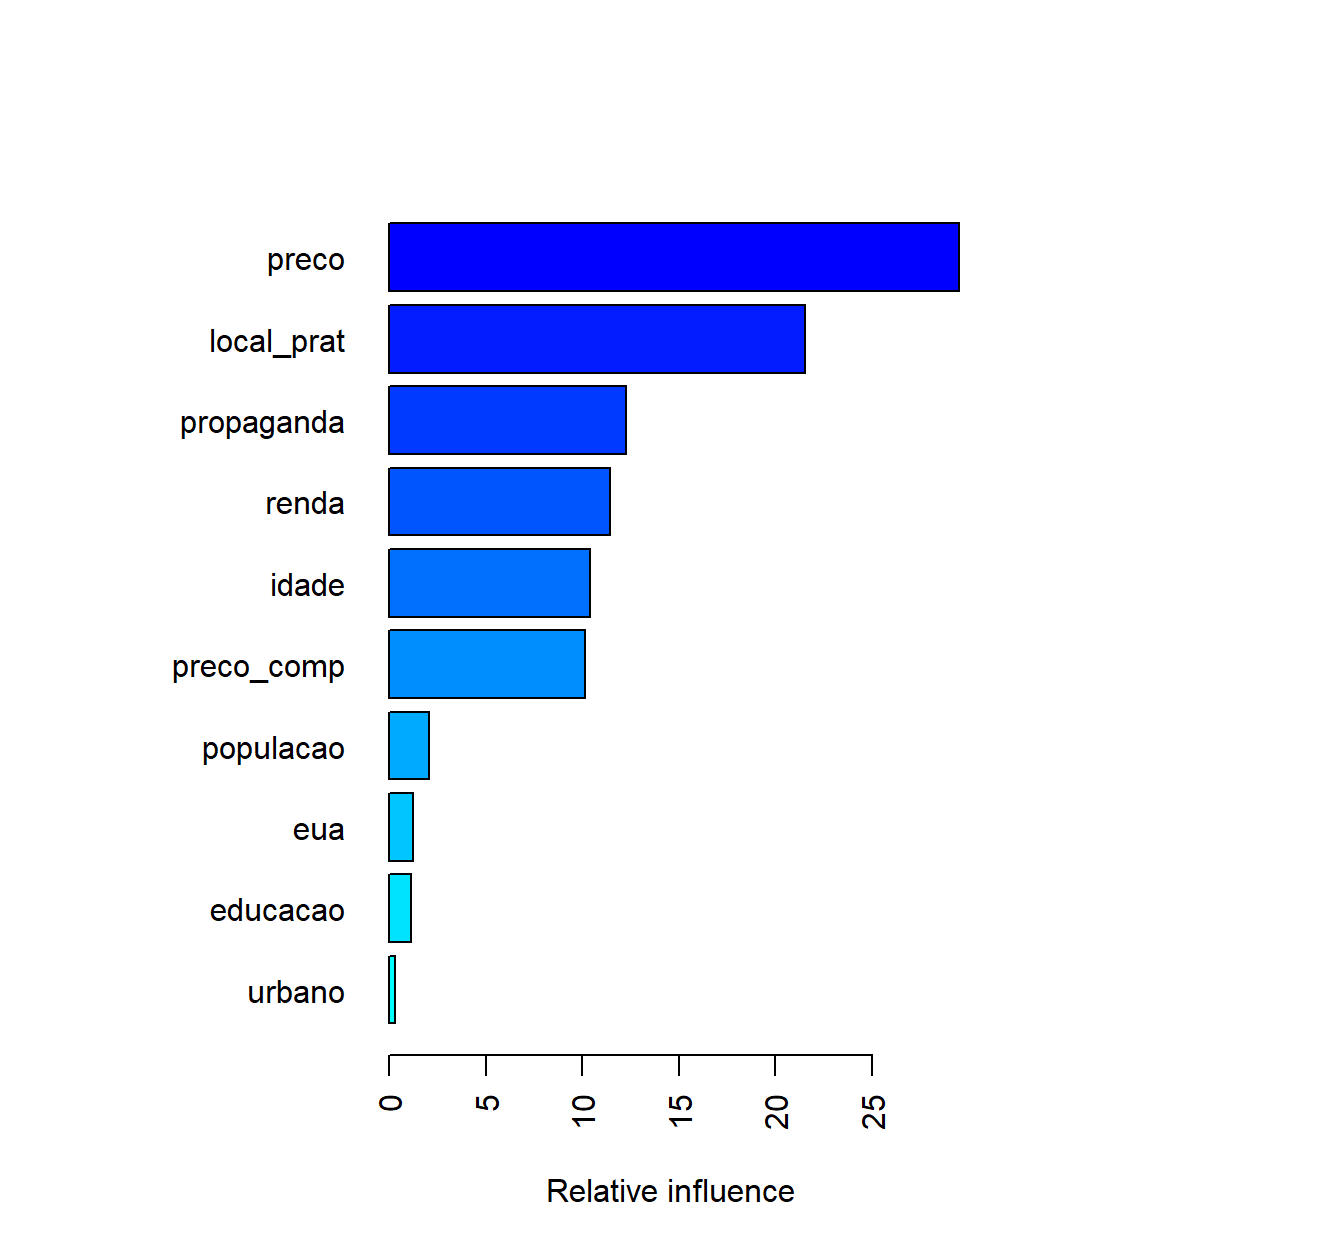 preco
local_prat
propaganda
renda
idade
preco_comp
populacao
eua
educacao
urbano
0 5 10 15 20 25
Relative influence